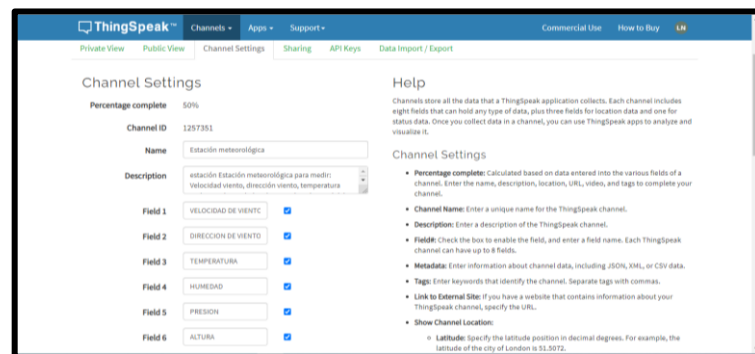 ThingSpeak™ Channels Apps Support Commercial Use How to Buy LN
Private View Public View Channel Settings Sharing API Keys Data Import / Export
Channel Settings
Percentage complete 50%
Channel ID 1257351
Name Estación meteorológica
Description estación Estación meteorológica para medir:
Velocidad viento, dirección viento, temperatura
Field 1 VELOCIDAD DE VIENTO
Field 2 DIRECCION DE VIENTO
Field 3 TEMPERATURA
Field 4 HUMEDAD
Field 5 PRESION
Field 6 ALTURA
Help
Channels store all the data that a ThingSpeak application collects. Each channel includes
eight fields that can hold any type of data, plus three fields for location data and one for
status data. Once you collect data in a channel, you can use ThingSpeak apps to analyze and
visualize it.
Channel Settings
• Percentage complete: Calculated based on data entered into the various fields of a
channel. Enter the name, description, location, URL, video, and tags to complete your
channel.
• Channel Name: Enter a unique name for the ThingSpeak channel.
• Description: Enter a description of the ThingSpeak channel.
• Field#: Check the box to enable the field, and enter a field name. Each ThingSpeak
channel can have up to 8 fields.
• Metadata: Enter information about channel data, including JSON, XML, or CSV data.
• Tags: Enter keywords that identify the channel. Separate tags with commas.
• Link to External Site: If you have a website that contains information about your
ThingSpeak channel, specify the URL.
• Show Channel Location:
○ Latitude: Specify the latitude position in decimal degrees. For example, the
latitude of the city of London is 51.5072.